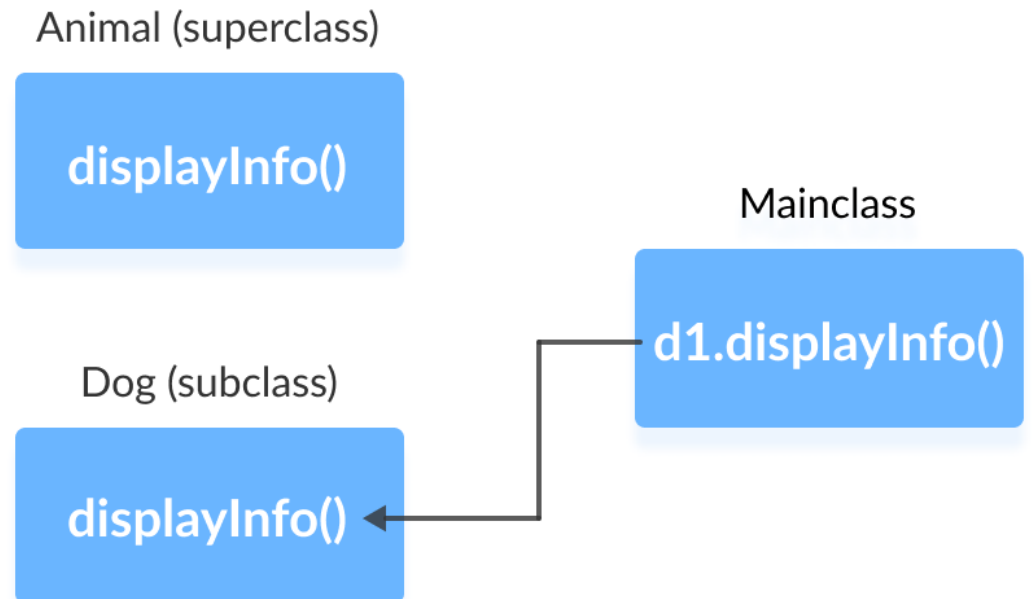 Animal (superclass)
displayInfo()
Mainclass
d1.displayInfo()
Dog (subclass)
displayInfo()